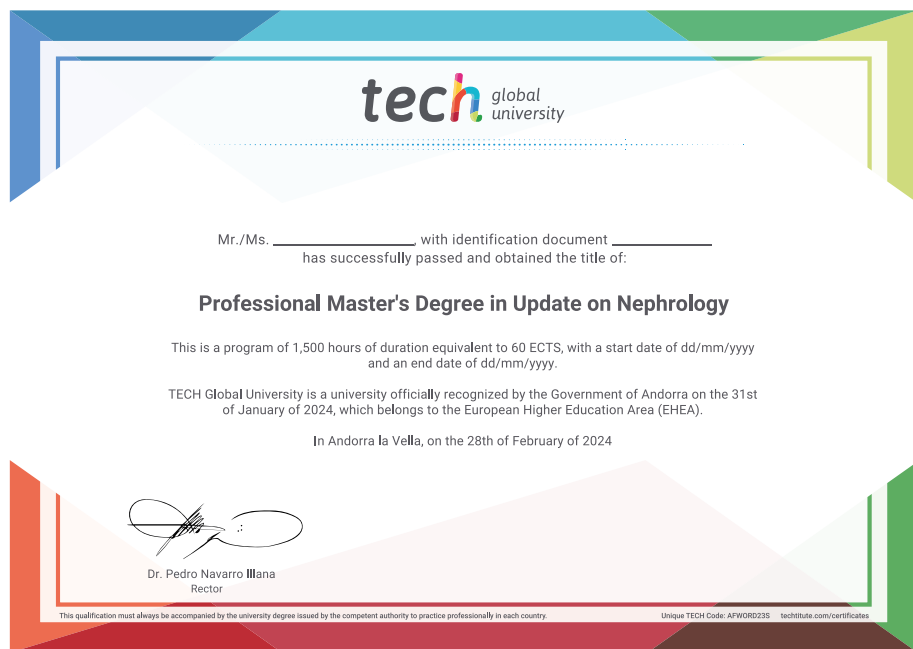 tech global university
Mr./Ms. ____________, with identification document ____________
has successfully passed and obtained the title of:
Professional Master's Degree in Update on Nephrology
This is a program of 1,500 hours of duration equivalent to 60 ECTS, with a start date of dd/mm/yyyy
and an end date of dd/mm/yyyy.
TECH Global University is a university officially recognized by the Government of Andorra on the 31st
of January of 2024, which belongs to the European Higher Education Area (EHEA).
In Andorra la Vella, on the 28th of February of 2024
Dr. Pedro Navarro Illana
Rector
This qualification must always be accompanied by the university degree issued by the competent authority to practice professionally in each country. Unique TECH Code: AFWORD23S techtitute.com/certificates